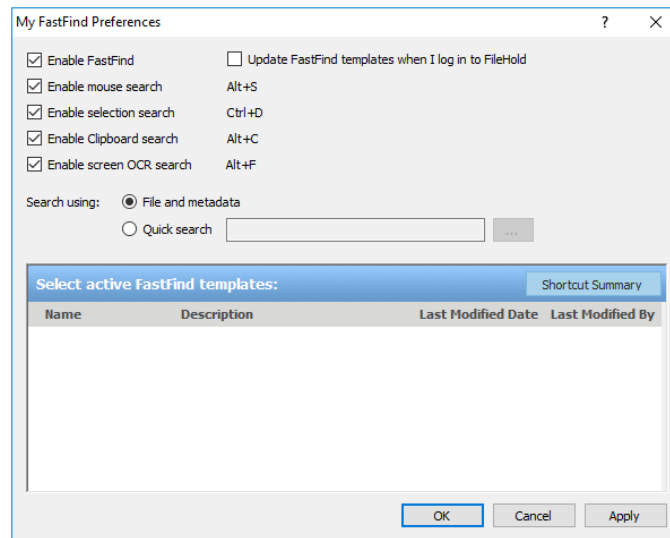 My FastFind Preferences
Enable FastFind Update FastFind templates when I log in to FileHold
Enable mouse search Alt+S
Enable selection search Ctrl+D
Enable Clipboard search Alt+C
Enable screen OCR search Alt+F
Search using: File and metadata
Quick search ...
Select active FastFind templates: Shortcut Summary
Name Description Last Modified Date Last Modified By
OK Cancel Apply